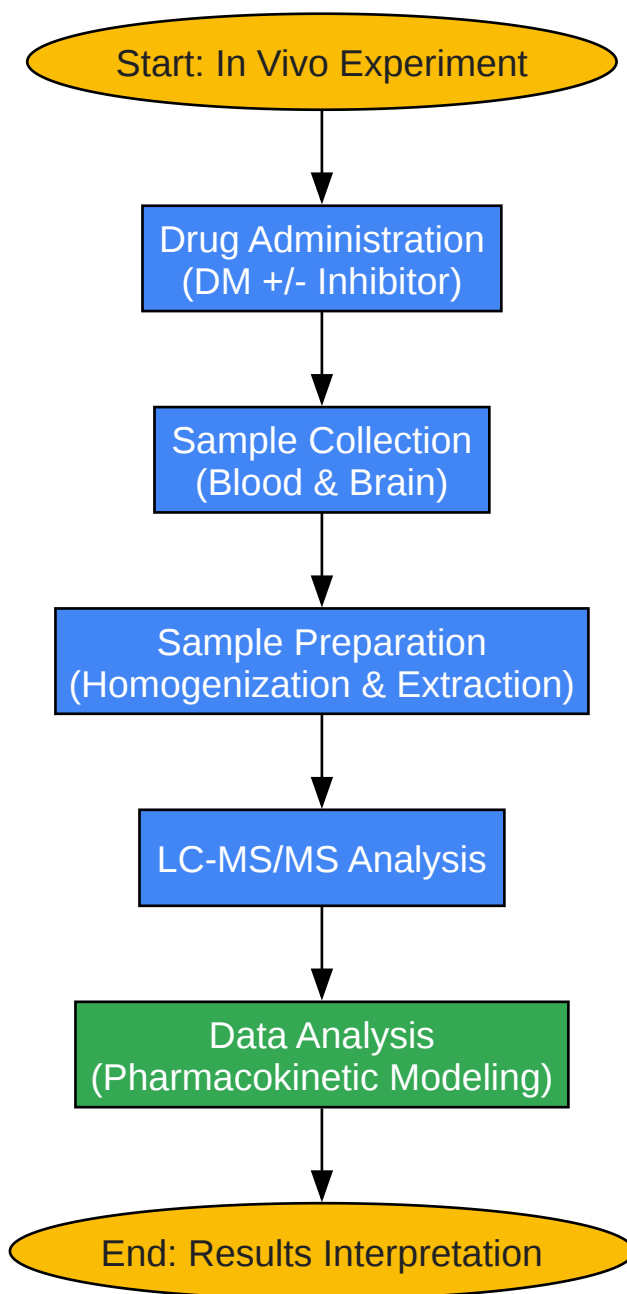 Start: In Vivo Experiment
Drug Administration
(DM +/- Inhibitor)
Sample Collection
(Blood & Brain)
Sample Preparation
(Homogenization & Extraction)
LC-MS/MS Analysis
Data Analysis
(Pharmacokinetic Modeling)
End: Results Interpretation